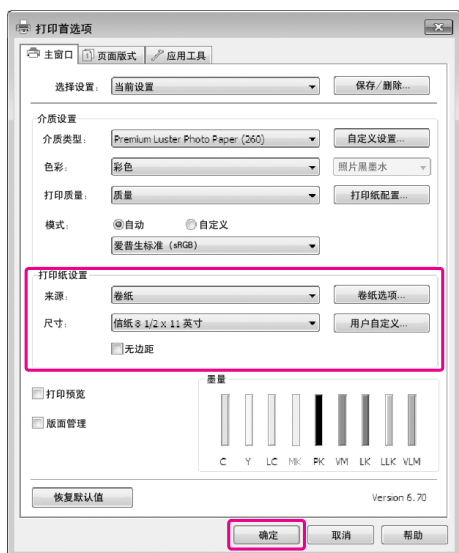 打印首选项
主窗口 页面版式 应用工具
选择设置: 当前设置 保存/删除...
介质设置
介质类型: Premium Luster Photo Paper (260) 自定义设置...
色彩: 彩色 照片黑墨水
打印质量: 质量 打印纸配置...
模式: 自动 自定义
爱普生标准 (sRGB)
打印纸设置
来源: 卷纸 卷纸选项...
尺寸: 信纸 8 1/2 x 11 英寸 用户自定义...
无边距
打印预览
版面管理
墨量
C Y LC MK PK VM LK LLK VLM
恢复默认值 Version 6.70
确定 取消 帮助